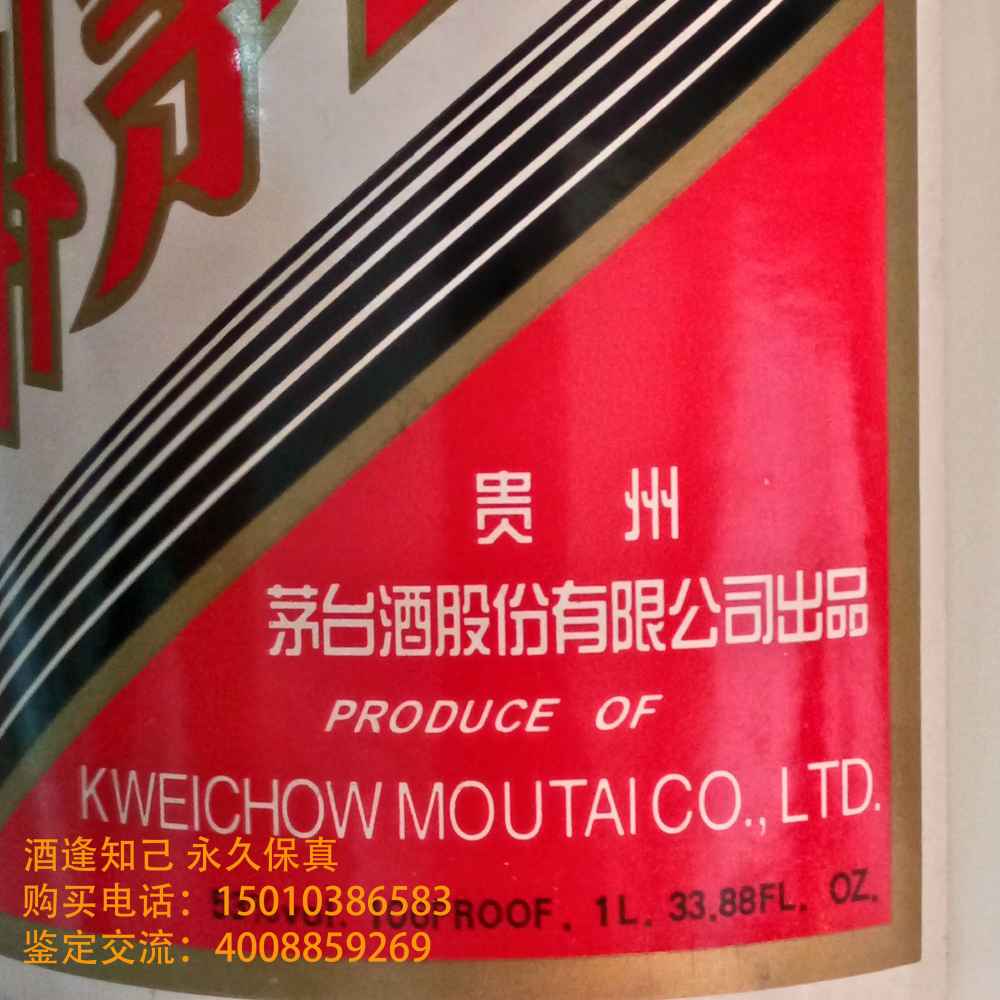 贵 州
茅台酒股份有限公司出品
PRODUCE OF
KWEICHOW MOUTAI CO., LTD.
PROOF. 1L. 33.88FL. OZ.
酒逢知己 永久保真
购买电话：15010386583
鉴定交流：4008859269